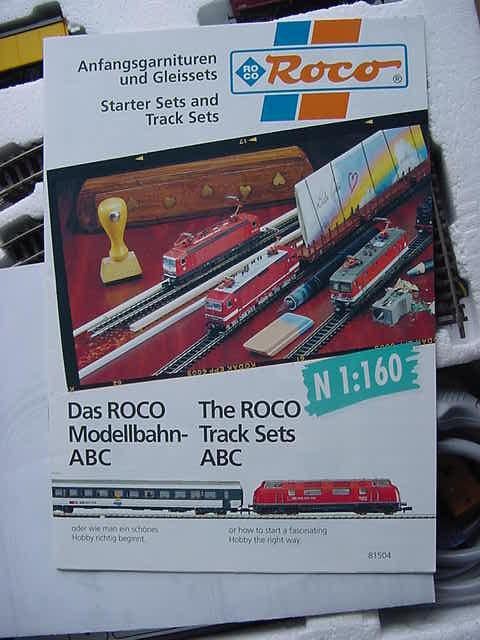 Anfangsgarnituren
und Gleissets
Starter Sets and
Track Sets
RO
CO
Roco®
N 1:160
Das ROCO
Modellbahn-
ABC
The ROCO
Track Sets
ABC
oder wie man ein schönes
Hobby richtig beginnt.
or how to start a fascinating
Hobby the right way.
81504